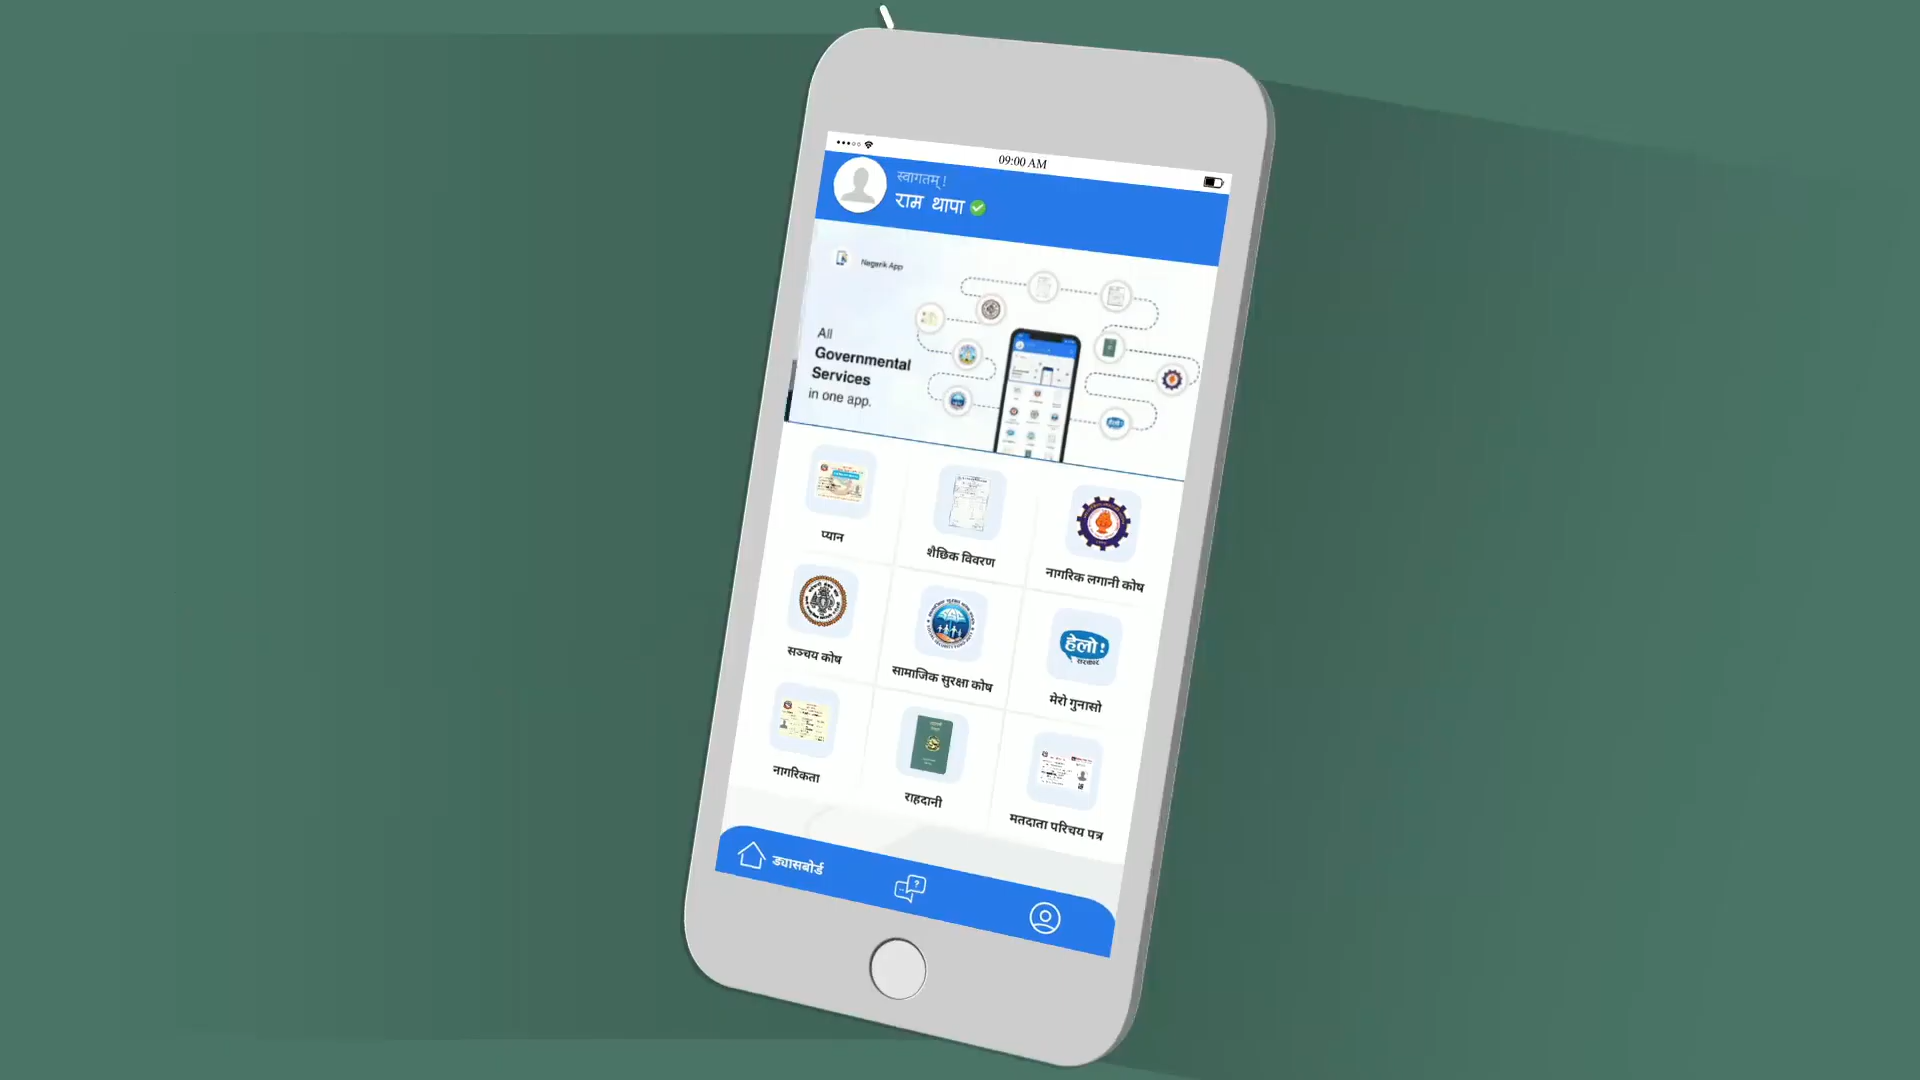 09:00 AM
स्वागतम् !
राम थापा
Nagarik App
All
Governmental
Services
in one app.
प्यान
शैछिक विवरण
नागरिक लगानी कोष
सञ्चय कोष
सामाजिक सुरक्षा कोष
हेलो!
सरकार
मेरो गुनासो
नागरिकता
राहदानी
मतदाता परिचय पत्र
ड्यासबोर्ड